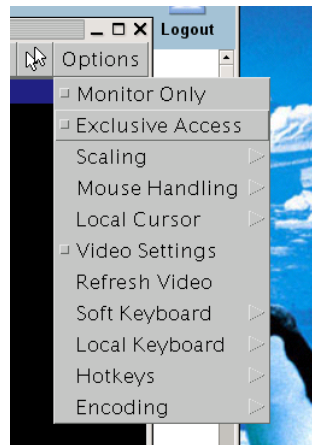 Logout
Options
Monitor Only
Exclusive Access
Scaling
Mouse Handling
Local Cursor
Video Settings
Refresh Video
Soft Keyboard
Local Keyboard
Hotkeys
Encoding